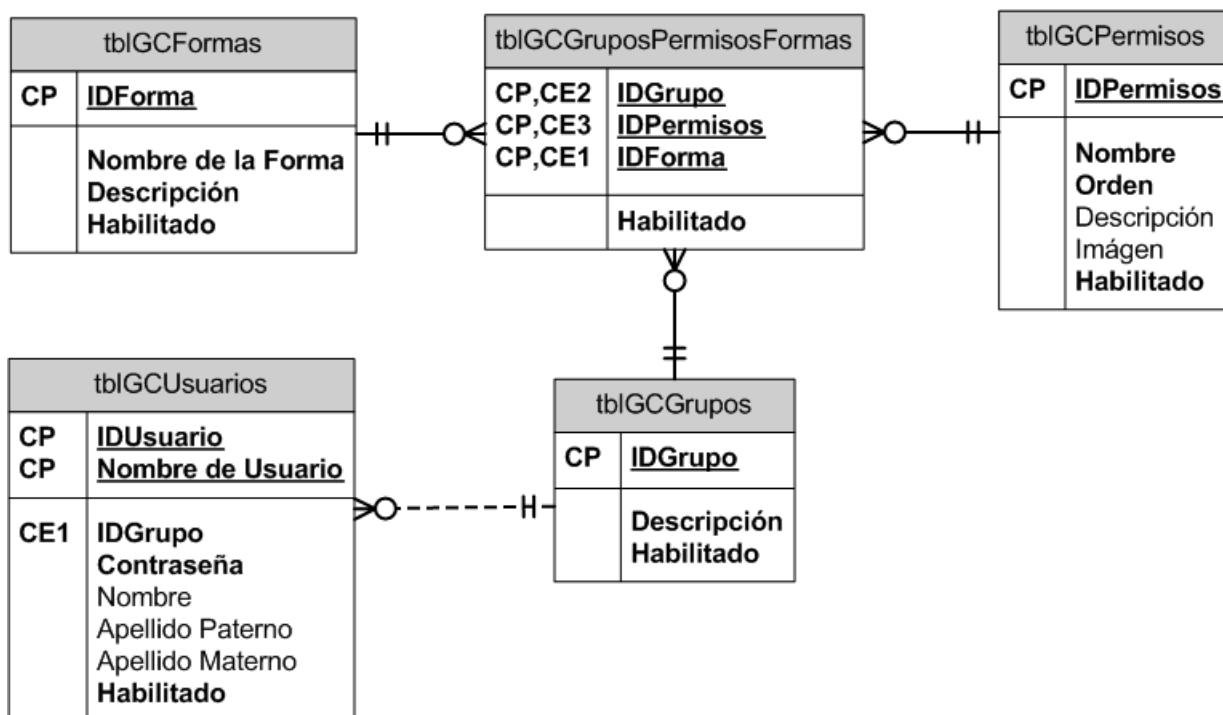 tblGCFormas
CP IDForma
Nombre de la Forma
Descripción
Habilitado
tblGCGruposPermisosFormas
CP,CE2 IDGrupo
CP,CE3 IDPermisos
CP,CE1 IDForma
Habilitado
tblGCPermisos
CP IDPermisos
Nombre
Orden
Descripción
Imágen
Habilitado
tblGCUsuarios
CP IDUsuario
CP Nombre de Usuario
CE1 IDGrupo
Contraseña
Nombre
Apellido Paterno
Apellido Materno
Habilitado
tblGCGrupos
CP IDGrupo
Descripción
Habilitado